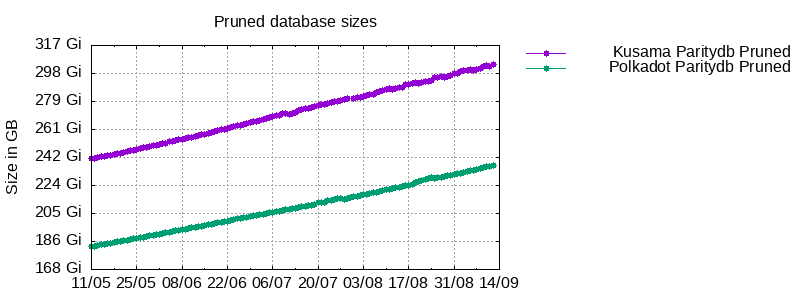 Pruned database sizes
317 Gi
298 Gi
279 Gi
261 Gi
242 Gi
224 Gi
205 Gi
186 Gi
168 Gi
Size in GB
11/05 25/05 08/06 22/06 06/07 20/07 03/08 17/08 31/08 14/09
Kusama Paritydb Pruned
Polkadot Paritydb Pruned